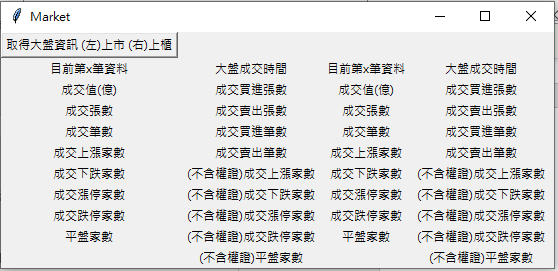 Market
取得大盤資訊 (左)上市 (右)上櫃
目前第x筆資料 大盤成交時間 目前第x筆資料 大盤成交時間
成交值(億) 成交買進張數 成交值(億) 成交買進張數
成交張數 成交賣出張數 成交張數 成交賣出張數
成交筆數 成交買進筆數 成交筆數 成交買進筆數
成交上漲家數 成交賣出筆數 成交上漲家數 成交賣出筆數
成交下跌家數 (不含權證)成交上漲家數 成交下跌家數 (不含權證)成交上漲家數
成交漲停家數 (不含權證)成交下跌家數 成交漲停家數 (不含權證)成交下跌家數
成交跌停家數 (不含權證)成交漲停家數 成交跌停家數 (不含權證)成交漲停家數
平盤家數 (不含權證)成交跌停家數 平盤家數 (不含權證)成交跌停家數
(不含權證)平盤家數 (不含權證)平盤家數